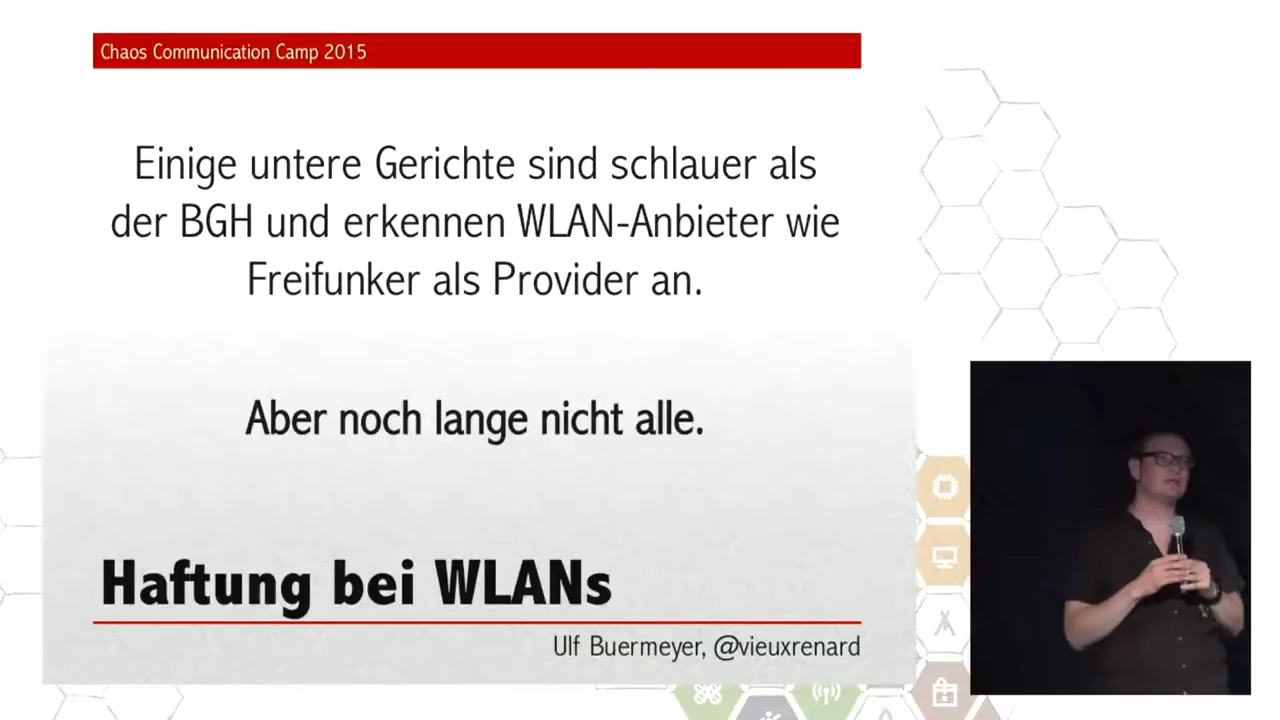 Chaos Communication Camp 2015
Einige untere Gerichte sind schlauer als
der BGH und erkennen WLAN-Anbieter wie
Freifunker als Provider an.
Aber noch lange nicht alle.
Haftung bei WLANs
Ulf Buermeyer, @vieuxrenard